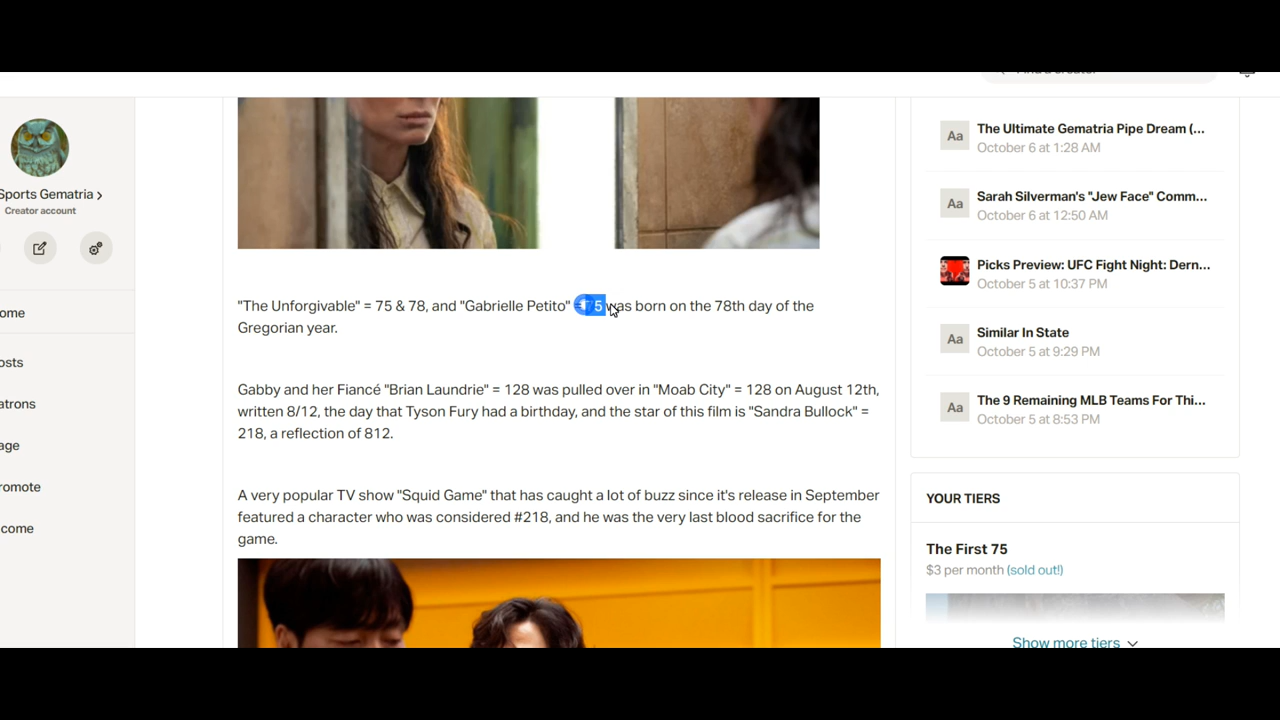 Sports Gematria
Creator account
ome
osts
atrons
age
romote
come
"The Unforgivable" = 75 & 78, and "Gabrielle Petito" = 75 was born on the 78th day of the
Gregorian year.
Gabby and her Fiancé "Brian Laundrie" = 128 was pulled over in "Moab City" = 128 on August 12th,
written 8/12, the day that Tyson Fury had a birthday, and the star of this film is "Sandra Bullock" =
218, a reflection of 812.
A very popular TV show "Squid Game" that has caught a lot of buzz since it's release in September
featured a character who was considered #218, and he was the very last blood sacrifice for the
game.
Aa
The Ultimate Gematria Pipe Dream (...
October 6 at 1:28 AM
Aa
Sarah Silverman's "Jew Face" Comm...
October 6 at 12:50 AM
Picks Preview: UFC Fight Night: Dern...
October 5 at 10:37 PM
Aa
Similar In State
October 5 at 9:29 PM
Aa
The 9 Remaining MLB Teams For Thi...
October 5 at 8:53 PM
YOUR TIERS
The First 75
$3 per month (sold out!)
Show more tiers